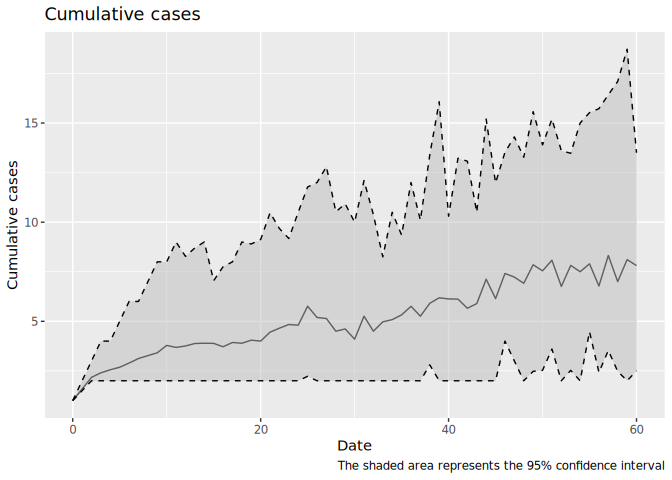 Cumulative cases
Cumulative cases
15
10
5
0
20
40
60
Date
The shaded area represents the 95% confidence interval